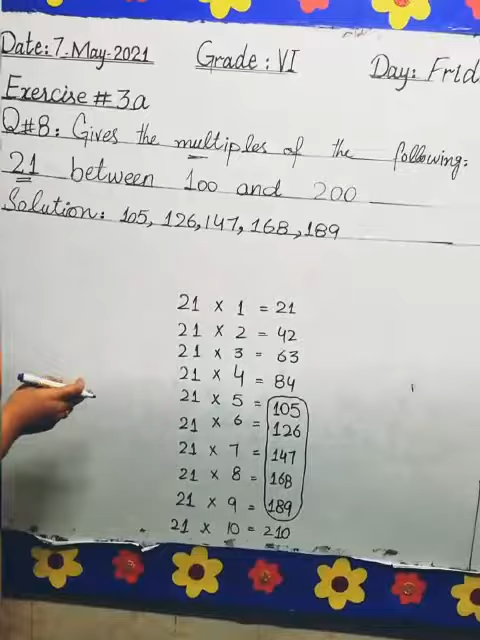 Date: 7-May-2021 Grade: VI Day: Frid
Exercise # 3a
Q#8: Gives the multiples of the following:
21 between 100 and 200
Solution: 105, 126, 147, 168, 189
21 x 1 = 21
21 x 2 = 42
21 x 3 = 63
21 x 4 = 84
21 x 5 = 105
21 x 6 = 126
21 x 7 = 147
21 x 8 = 168
21 x 9 = 189
21 x 10 = 210